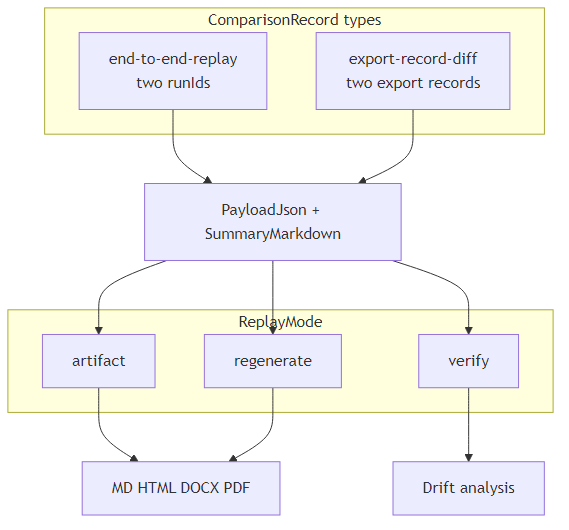 ComparisonRecord types
end-to-end-replay
two runIds
export-record-diff
two export records
PayloadJson +
SummaryMarkdown
ReplayMode
artifact
regenerate
verify
MD HTML DOCX PDF
Drift analysis